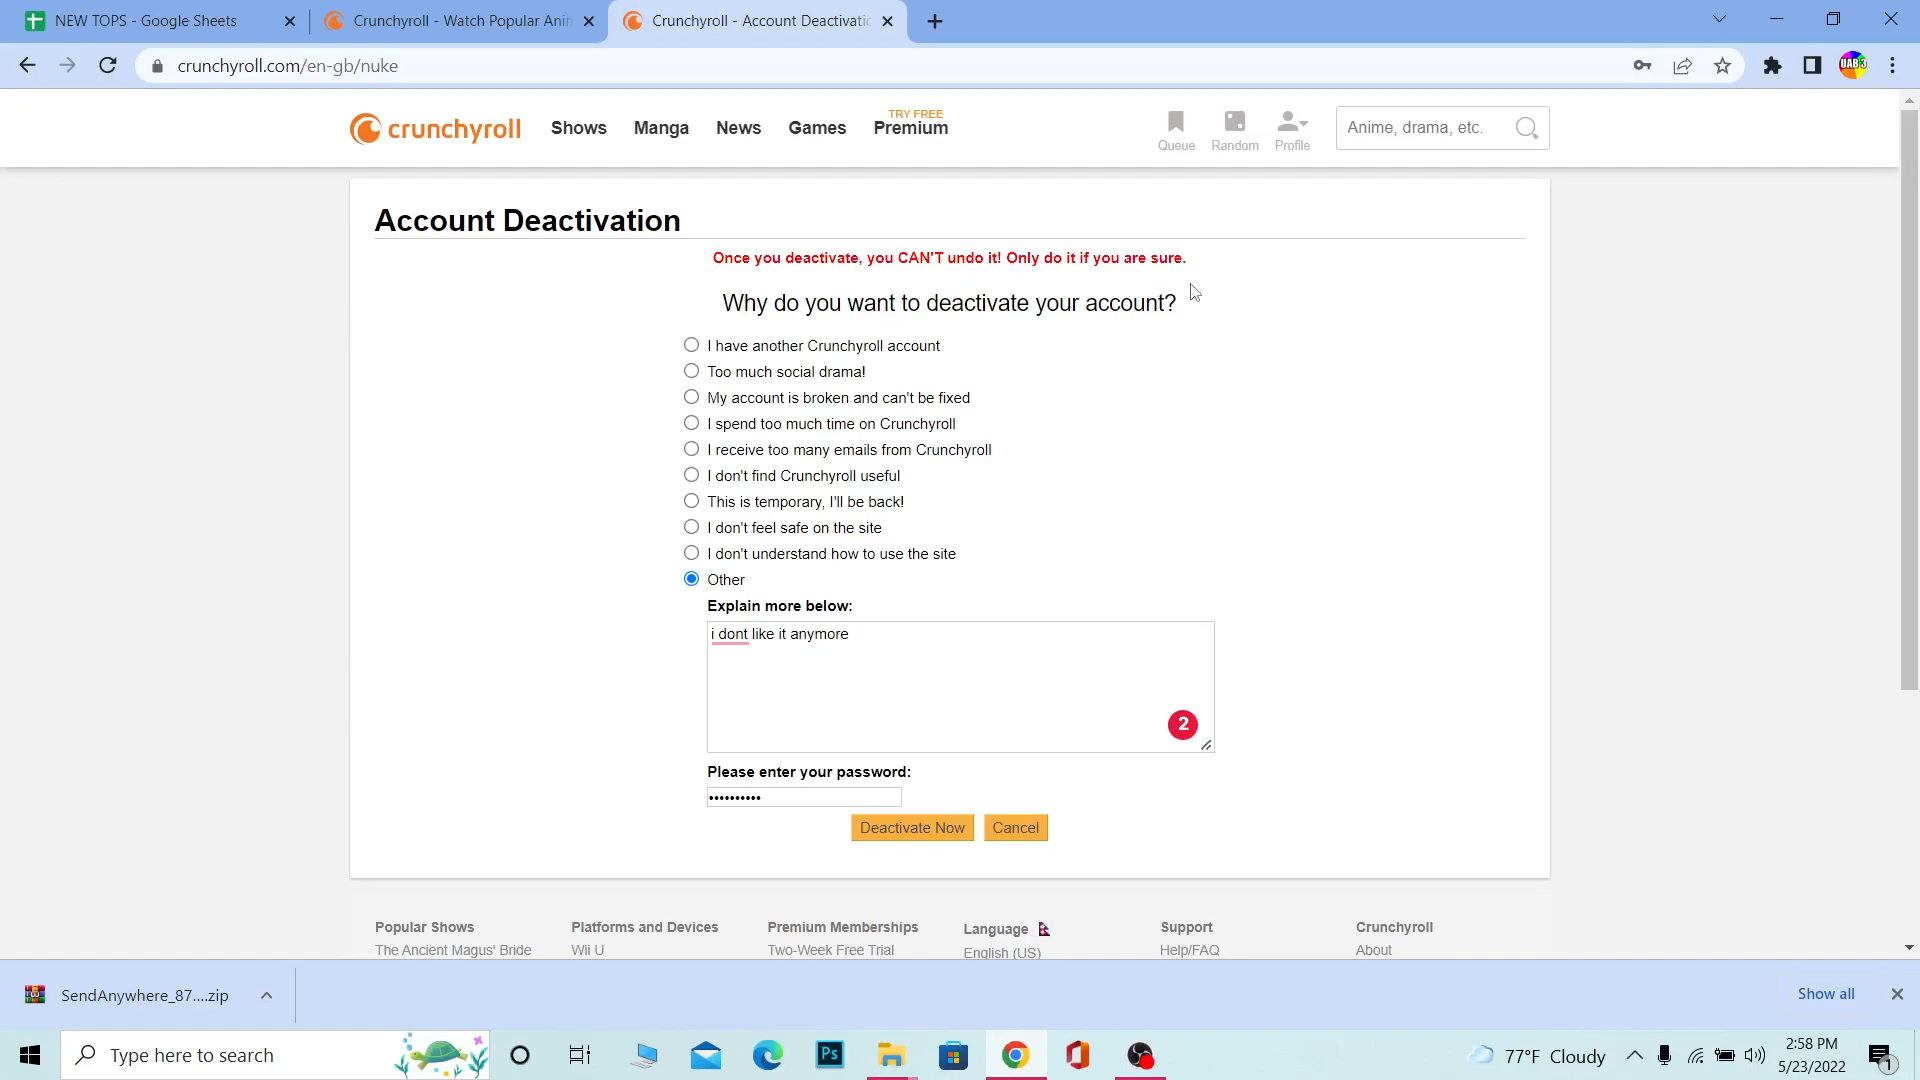 NEW TOPS - Google Sheets
Crunchyroll - Watch Popular Anim
Crunchyroll - Account Deactivatio
crunchyroll.com/en-gb/nuke
UAB 3
crunchyroll
Shows
Manga
News
Games
TRY FREE
Premium
Queue
Random
Profile
Anime, drama, etc.
Account Deactivation
Once you deactivate, you CAN'T undo it! Only do it if you are sure.
Why do you want to deactivate your account?
I have another Crunchyroll account
Too much social drama!
My account is broken and can't be fixed
I spend too much time on Crunchyroll
I receive too many emails from Crunchyroll
I don't find Crunchyroll useful
This is temporary, I'll be back!
I don't feel safe on the site
I don't understand how to use the site
Other
Explain more below:
i dont like it anymore
2
Please enter your password:
••••••••••
Deactivate Now
Cancel
Popular Shows
Platforms and Devices
Premium Memberships
Language
Support
Crunchyroll
The Ancient Magus' Bride
Wii U
Two-Week Free Trial
English (US)
Help/FAQ
About
SendAnywhere_87....zip
Show all
Type here to search
Ps
77°F Cloudy
2:58 PM
5/23/2022
1